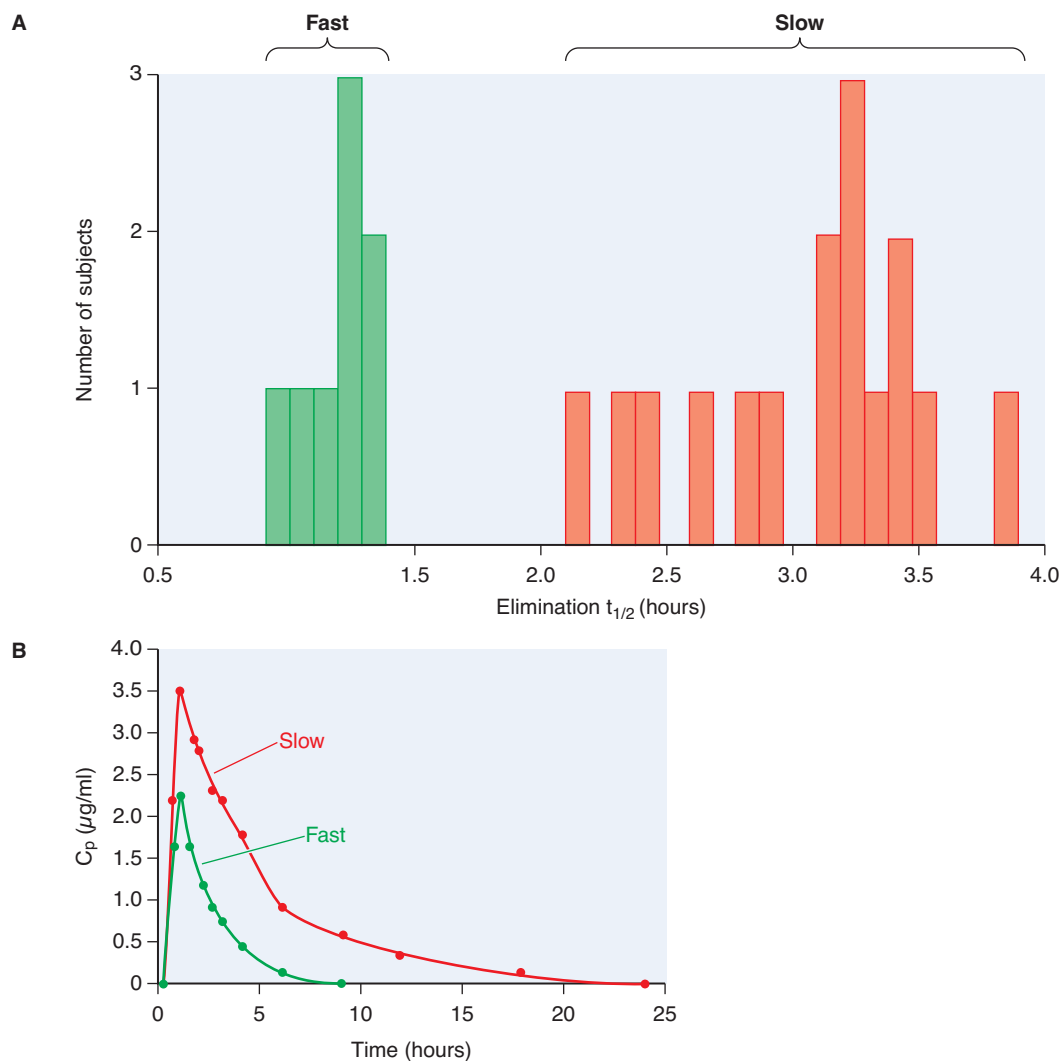 A
Fast
Slow
3
2
1
0
Number of subjects
0.5 1.5 2.0 2.5 3.0 3.5 4.0
Elimination t1/2 (hours)
B
4.0
3.5
3.0
2.5
2.0
1.5
1.0
0.5
0
Cp (µg/ml)
Slow
Fast
0 5 10 15 20 25
Time (hours)